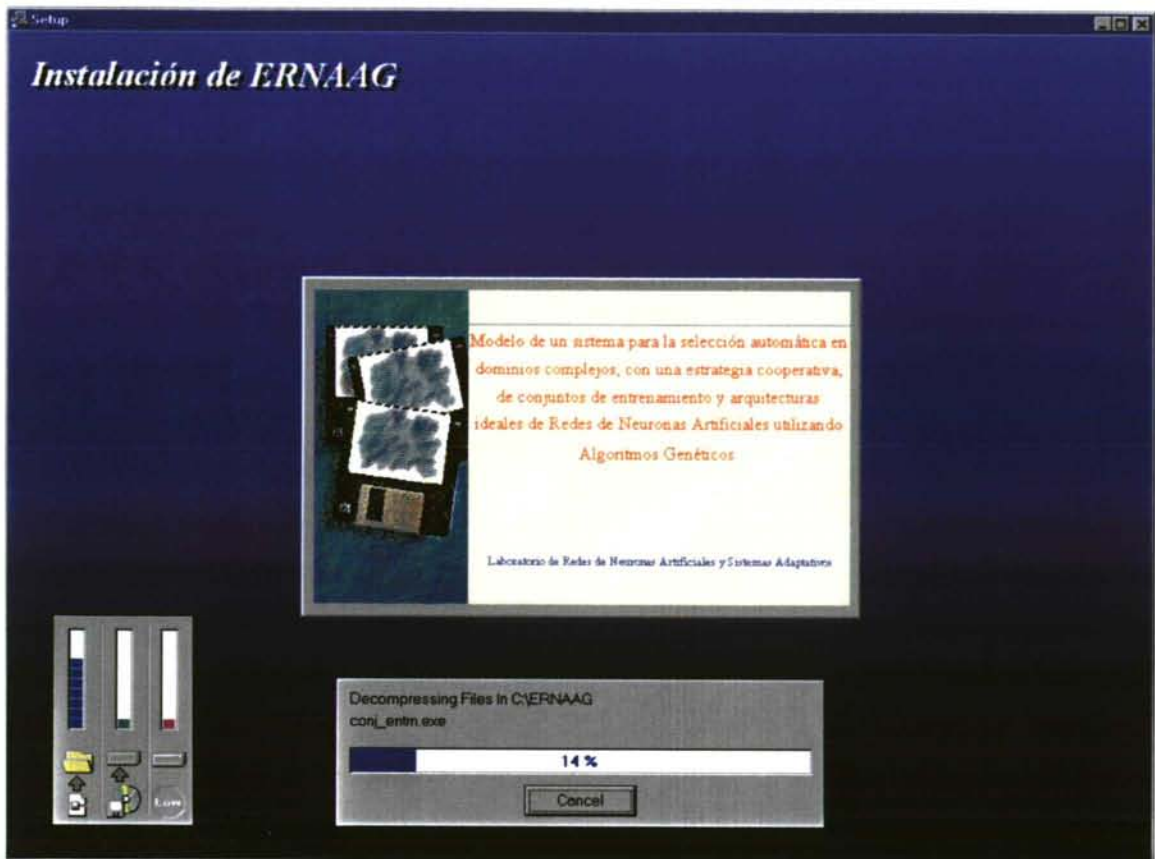 Setup
Instalación de ERNAAG
Modelo de un sistema para la selección automática en
dominios complejos, con una estrategia cooperativa,
de conjuntos de entrenamiento y arquitecturas
ideales de Redes de Neuronas Artificiales utilizando
Algoritmos Genéticos
Laboratorio de Redes de Neuronas Artificiales y Sistemas Adaptativos
Decompressing Files In C:\ERNAAG
conj_entrn.exe
14 %
Cancel
Low